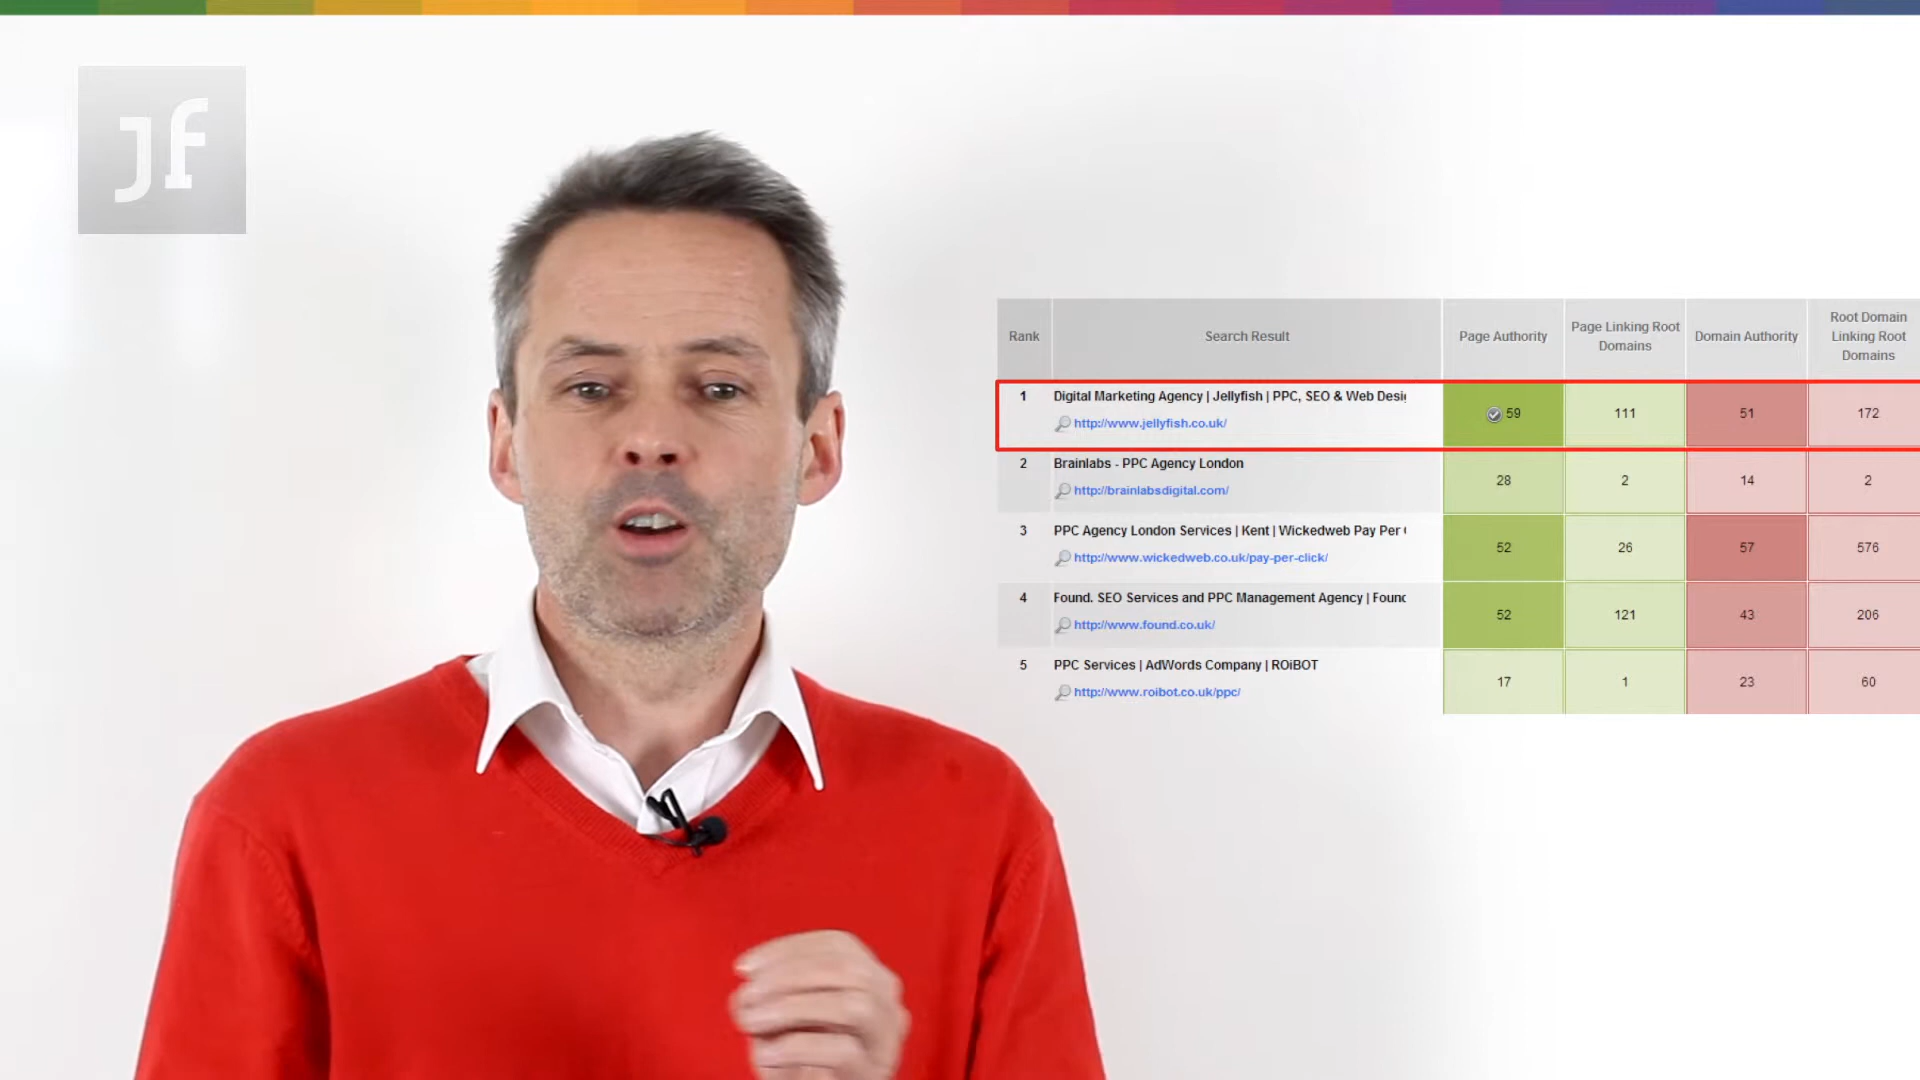 jf
Rank
Search Result
Page Authority
Page Linking Root
Domains
Domain Authority
Root Domain
Linking Root
Domains
1
Digital Marketing Agency | Jellyfish | PPC, SEO & Web
http://www.jellyfish.co.uk/
59
111
51
172
2
Brainlabs - PPC Agency London
http://brainlabsdigital.com/
28
2
14
2
3
PPC Agency London Services | Kent | Wickedweb Pay Per
http://www.wickedweb.co.uk/pay-per-click/
52
26
57
576
4
Found. SEO Services and PPC Management Agency |
http://www.found.co.uk/
52
121
43
206
5
PPC Services | AdWords Company | ROiBOT
http://www.roibot.co.uk/ppc/
17
1
23
60